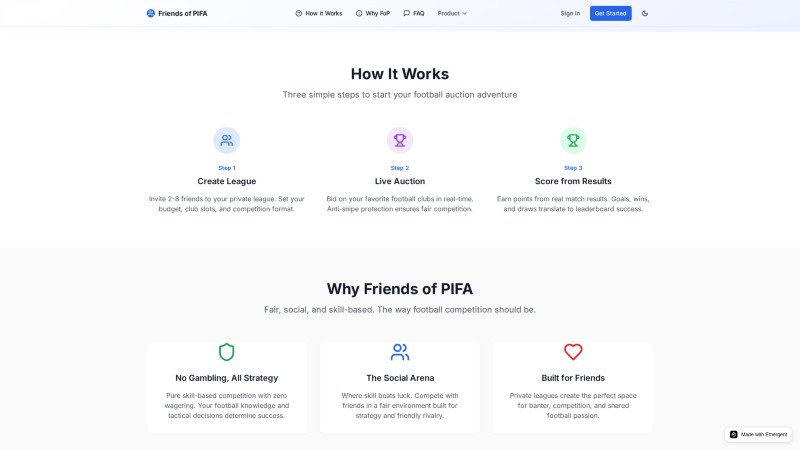 Friends of PIFA
How It Works
Why FoP
FAQ
Product
Sign In
Get Started
How It Works
Three simple steps to start your football auction adventure
Step 1
Create League
Invite 2-8 friends to your private league. Set your
budget, club slots, and competition format.
Step 2
Live Auction
Bid on your favorite football clubs in real-time.
Anti-snipe protection ensures fair competition.
Step 3
Score from Results
Earn points from real match results. Goals, wins,
and draws translate to leaderboard success.
Why Friends of PIFA
Fair, social, and skill-based. The way football competition should be.
No Gambling, All Strategy
Pure skill-based competition with zero
wagering. Your football knowledge and
tactical decisions determine success.
The Social Arena
Where skill beats luck. Compete with
friends in a fair environment built for
strategy and friendly rivalry.
Built for Friends
Private leagues create the perfect space
for banter, competition, and shared
football passion.
Made with Emergent